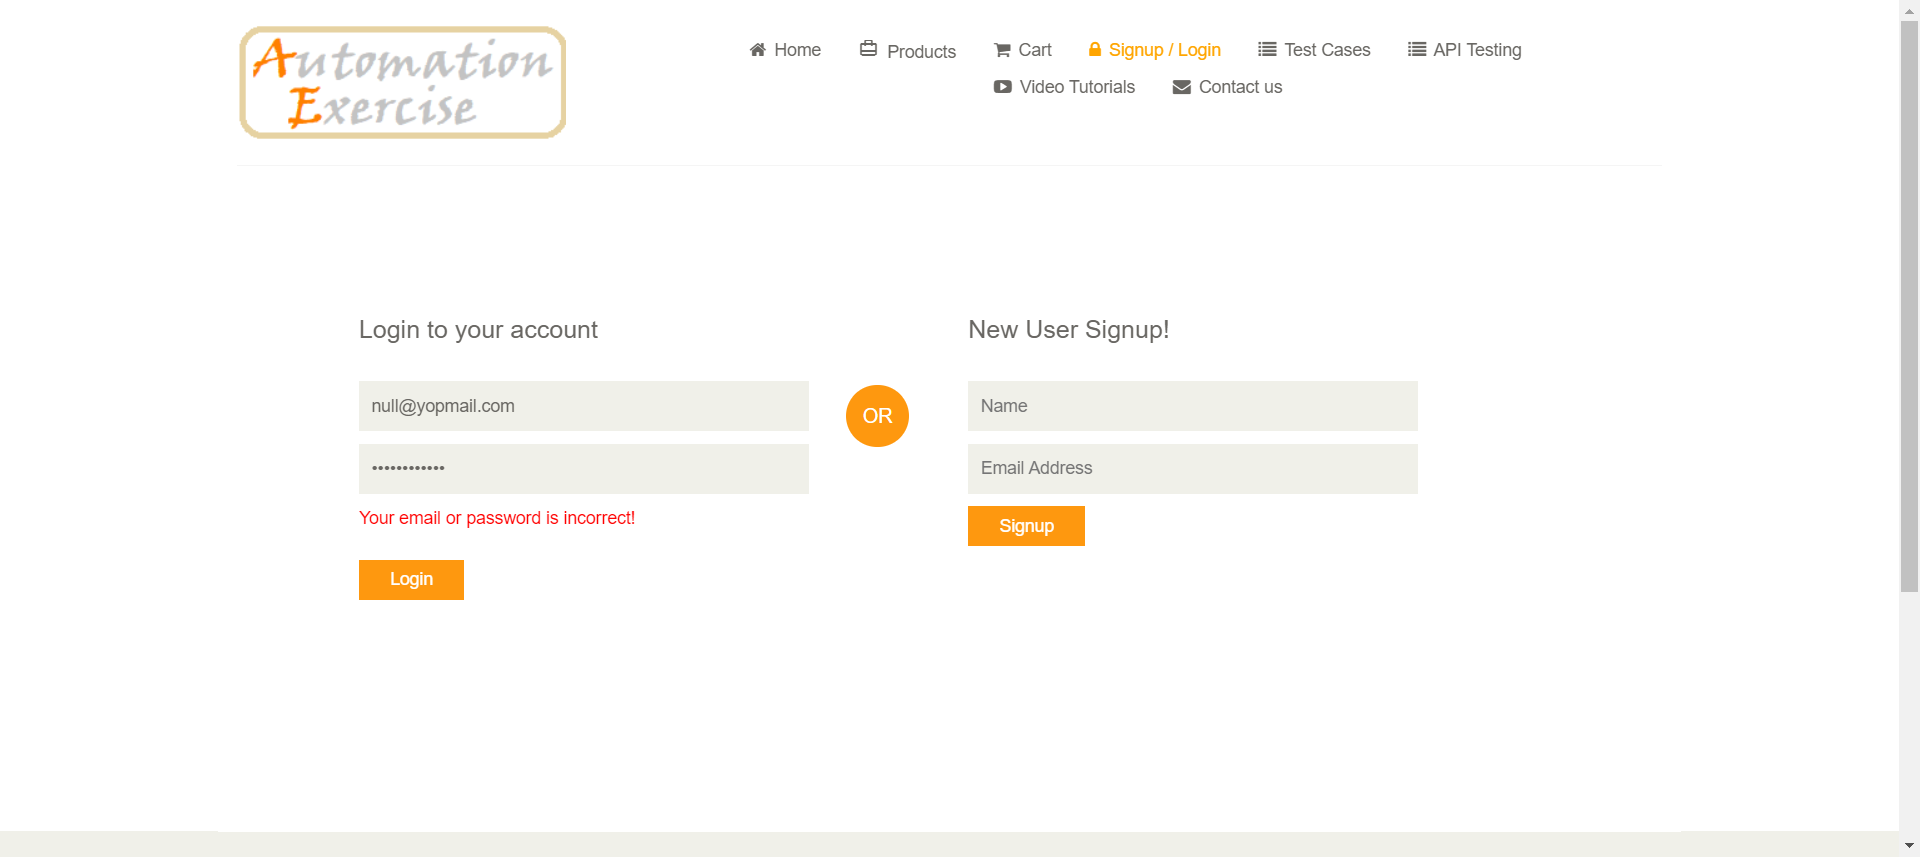 Automation
Exercise
Home Products Cart Signup / Login Test Cases API Testing
Video Tutorials Contact us
Login to your account
null@yopmail.com
••••••••••••
Your email or password is incorrect!
Login
OR
New User Signup!
Name
Email Address
Signup